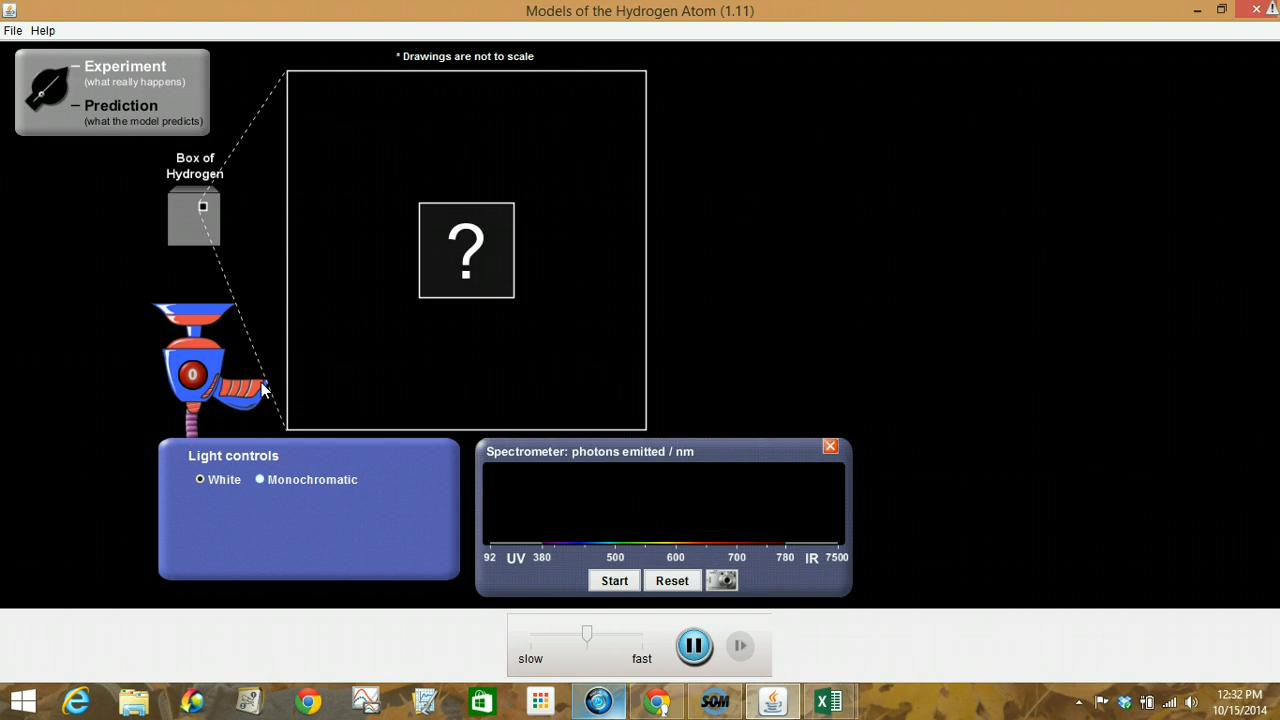 Models of the Hydrogen Atom (1.11)
File Help
* Drawings are not to scale
Experiment
(what really happens)
Prediction
(what the model predicts)
Box of
Hydrogen
?
0
Light controls
White Monochromatic
Spectrometer: photons emitted / nm
92 UV 380 500 600 700 780 IR 7500
Start Reset
slow fast
SOM
12:32 PM
10/15/2014